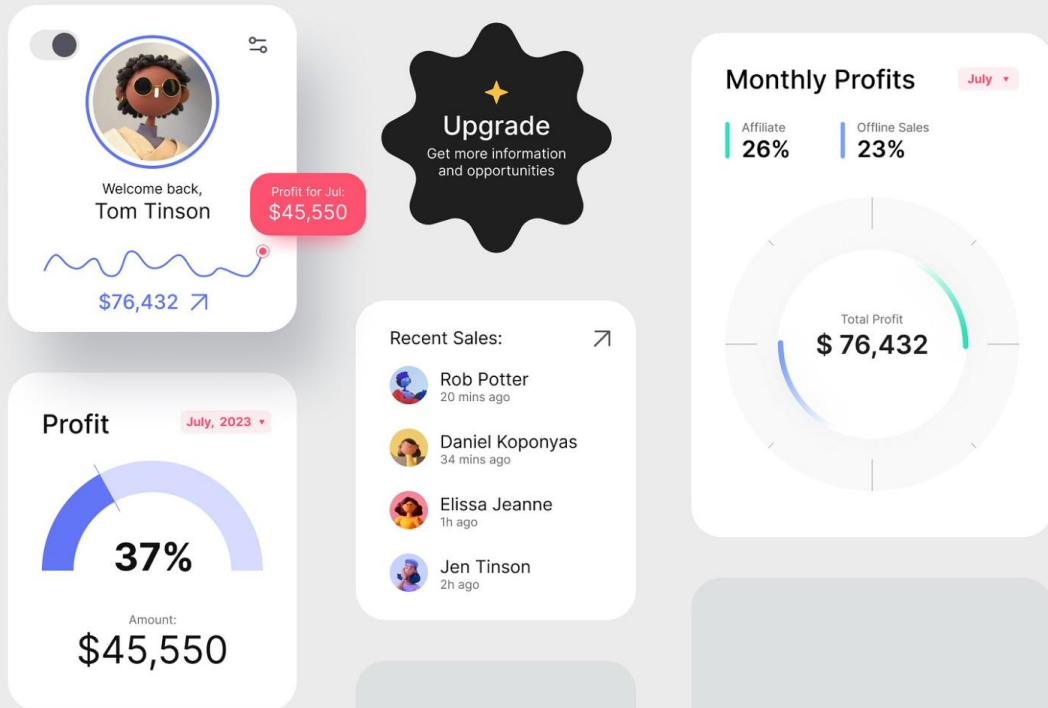 Welcome back,
Tom Tinson
Profit for Jul:
$45,550
$76,432
Profit
July, 2023
37%
Amount:
$45,550
Upgrade
Get more information
and opportunities
Recent Sales:
Rob Potter
20 mins ago
Daniel Koponyas
34 mins ago
Elissa Jeanne
1h ago
Jen Tinson
2h ago
Monthly Profits
July
Affiliate
26%
Offline Sales
23%
Total Profit
$ 76,432